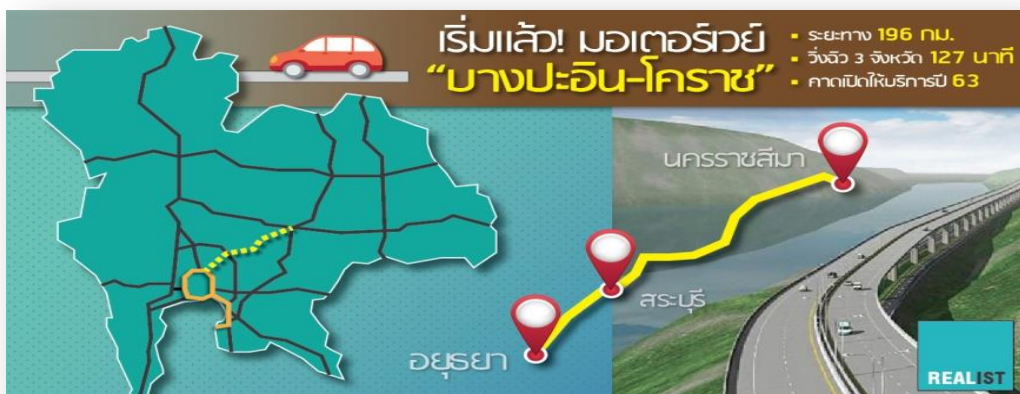 เริ่มแล้ว! มอเตอร์เวย์
“บางปะอิน-โคราช”
▪ ระยะทาง 196 กม.
▪ วิ่งฉิว 3 จังหวัด 127 นาที
▪ คาดเปิดให้บริการปี 63
นครราชสีมา
สระบุรี
อยุธยา
REALIST